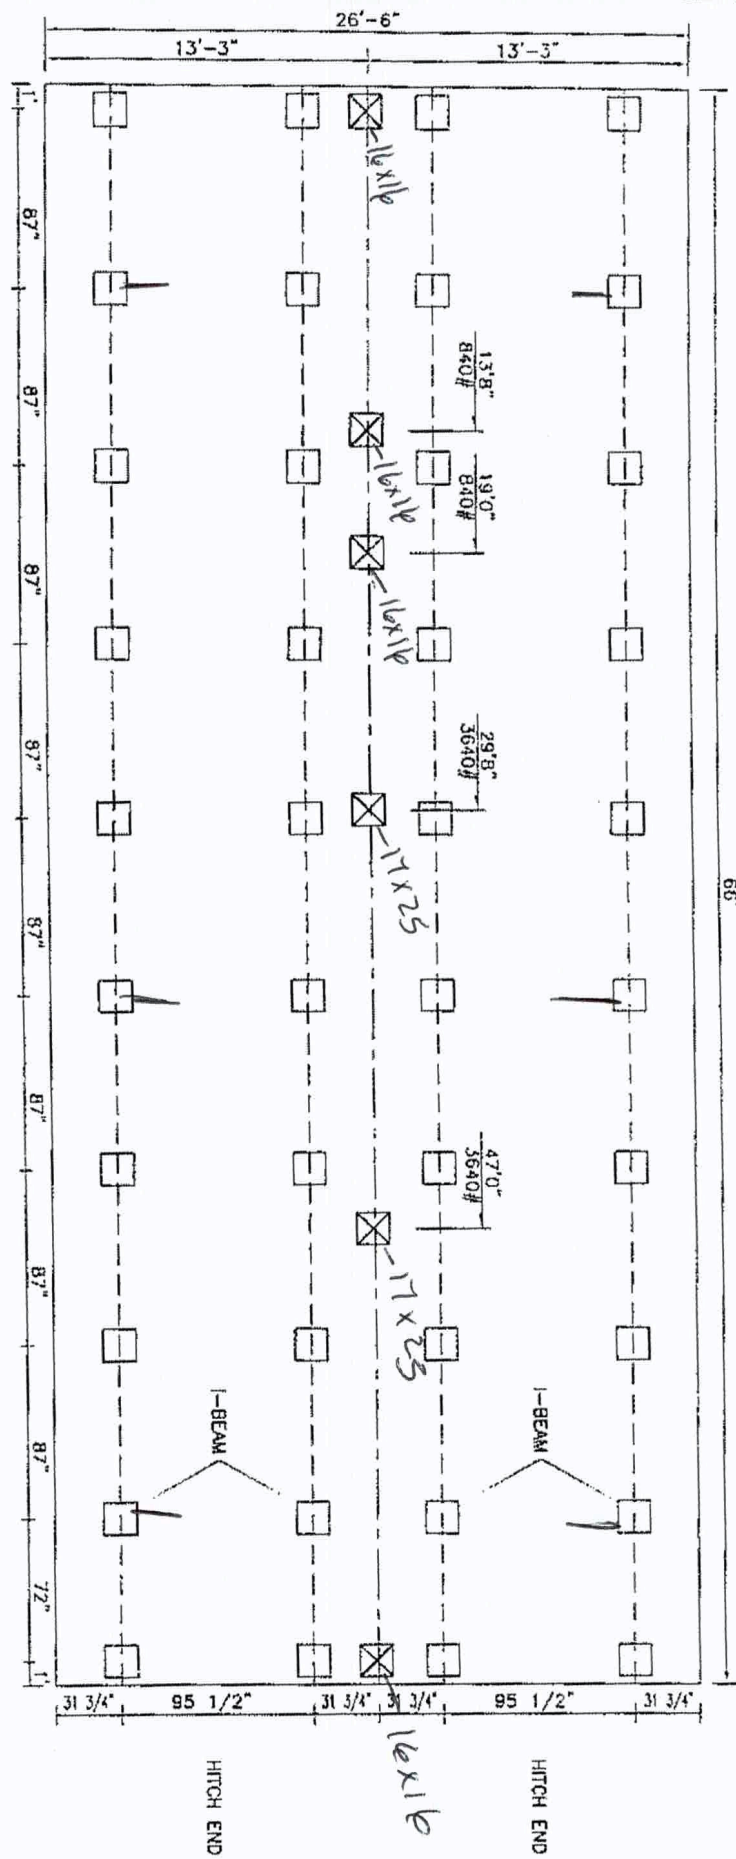 26'-6"
13'-3"
13'-3"
1'
16x16
87"
13'8"
840#
87"
16x16
19'0"
840#
87"
16x16
29'8"
3640#
87"
66'
17x25
87"
87"
47'0"
3640#
17x25
87"
I-BEAM
I-BEAM
87"
72"
1'
31 3/4"
95 1/2"
31 3/4"
31 3/4"
95 1/2"
31 3/4"
16x16
HITCH END
HITCH END